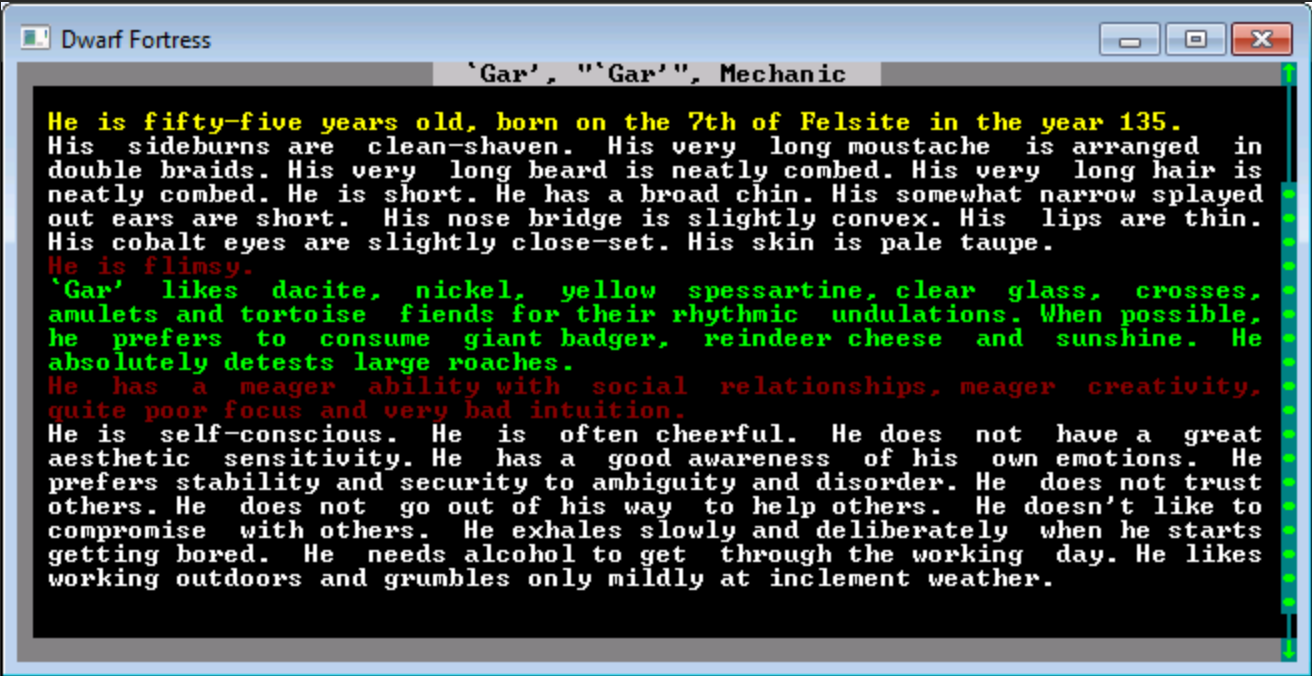 Dwarf Fortress
`Gar', "`Gar'", Mechanic
He is fifty-five years old, born on the 7th of Felsite in the year 135.
His sideburns are clean-shaven. His very long moustache is arranged in
double braids. His very long beard is neatly combed. His very long hair is
neatly combed. He is short. He has a broad chin. His somewhat narrow splayed
out ears are short. His nose bridge is slightly convex. His lips are thin.
His cobalt eyes are slightly close-set. His skin is pale taupe.
He is flimsy.
`Gar' likes dacite, nickel, yellow spessartine, clear glass, crosses,
amulets and tortoise fiends for their rhythmic undulations. When possible,
he prefers to consume giant badger, reindeer cheese and sunshine. He
absolutely detests large roaches.
He has a meager ability with social relationships, meager creativity,
quite poor focus and very bad intuition.
He is self-conscious. He is often cheerful. He does not have a great
aesthetic sensitivity. He has a good awareness of his own emotions. He
prefers stability and security to ambiguity and disorder. He does not trust
others. He does not go out of his way to help others. He doesn't like to
compromise with others. He exhales slowly and deliberately when he starts
getting bored. He needs alcohol to get through the working day. He likes
working outdoors and grumbles only mildly at inclement weather.